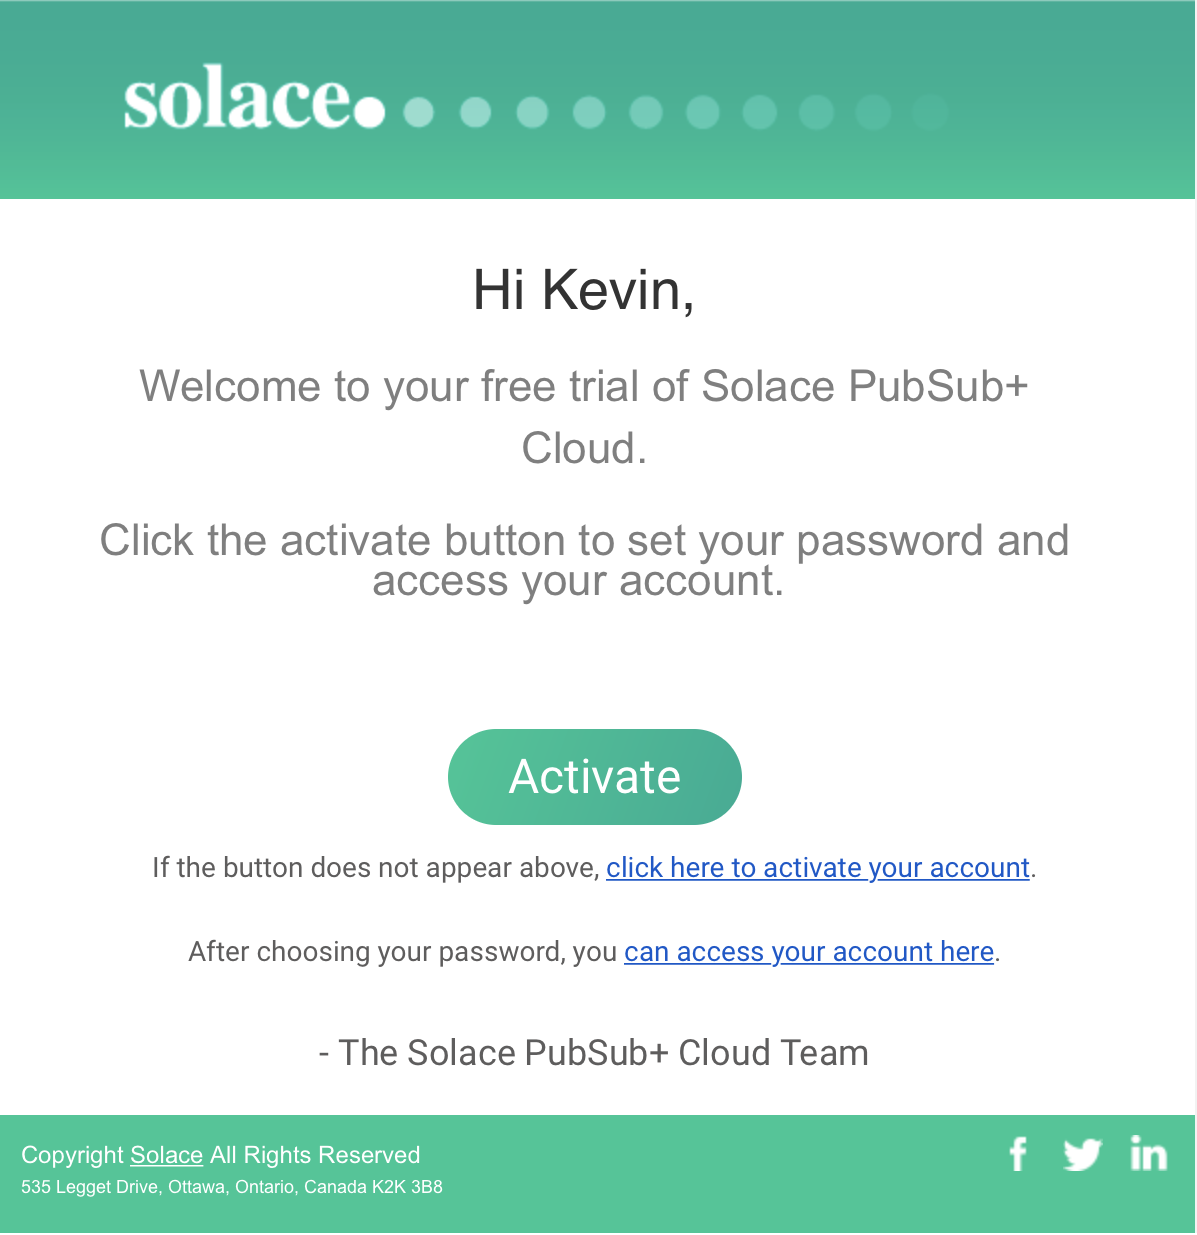 solace.
Hi Kevin,
Welcome to your free trial of Solace PubSub+
Cloud.
Click the activate button to set your password and
access your account.
Activate
If the button does not appear above, click here to activate your account.
After choosing your password, you can access your account here.
- The Solace PubSub+ Cloud Team
Copyright Solace All Rights Reserved
535 Legget Drive, Ottawa, Ontario, Canada K2K 3B8